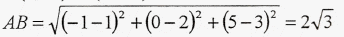 AB = √((−1−1)² + (0−2)² + (5−3)²) = 2√3